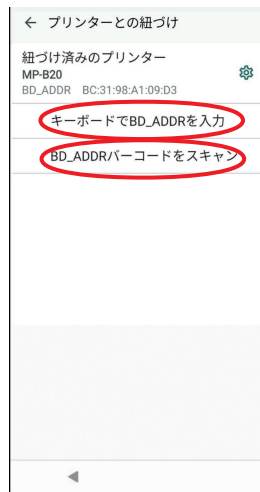 ← プリンターとの紐づけ
紐づけ済みのプリンター
MP-B20
BD_ADDR BC:31:98:A1:09:D3
キーボードでBD_ADDRを入力
BD_ADDRバーコードをスキャン